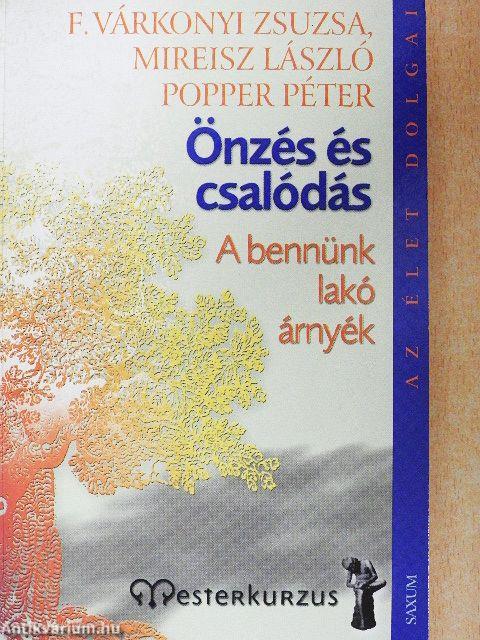 F. VÁRKONYI ZSUZSA,
MIREISZ LÁSZLÓ
POPPER PÉTER
Önzés és
csalódás
A bennünk
lakó
árnyék
AZ ÉLET DOLGAI
Mesterkurzus
SAXUM
Antikvarium.hu